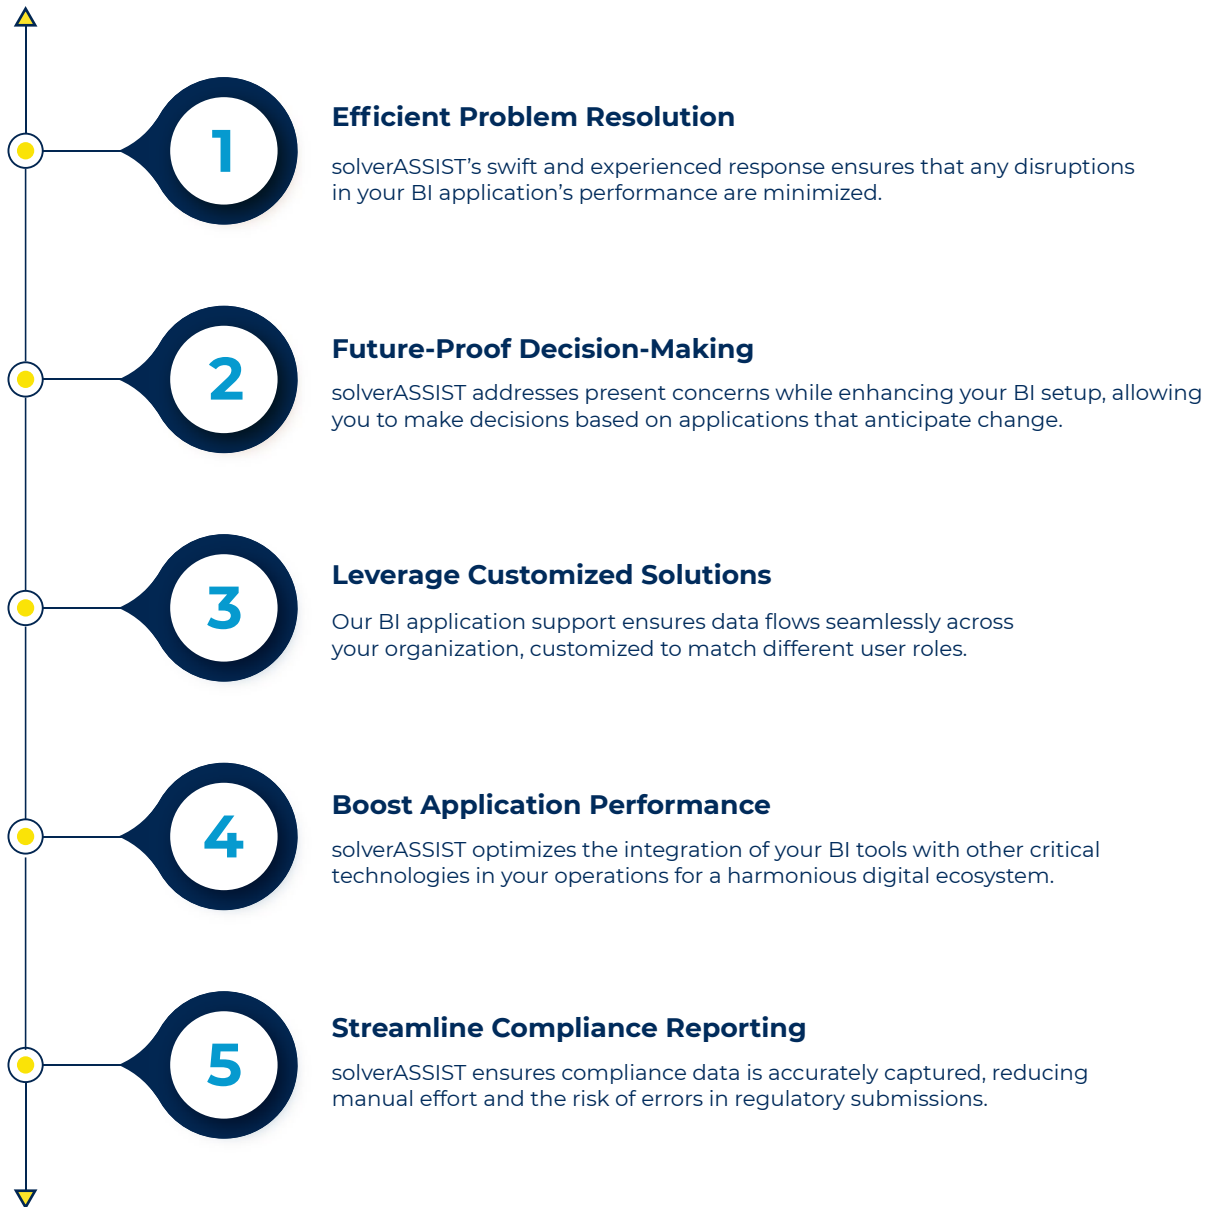 1
Efficient Problem Resolution
solverASSIST’s swift and experienced response ensures that any disruptions
in your BI application’s performance are minimized.
2
Future-Proof Decision-Making
solverASSIST addresses present concerns while enhancing your BI setup, allowing
you to make decisions based on applications that anticipate change.
3
Leverage Customized Solutions
Our BI application support ensures data flows seamlessly across
your organization, customized to match different user roles.
4
Boost Application Performance
solverASSIST optimizes the integration of your BI tools with other critical
technologies in your operations for a harmonious digital ecosystem.
5
Streamline Compliance Reporting
solverASSIST ensures compliance data is accurately captured, reducing
manual effort and the risk of errors in regulatory submissions.